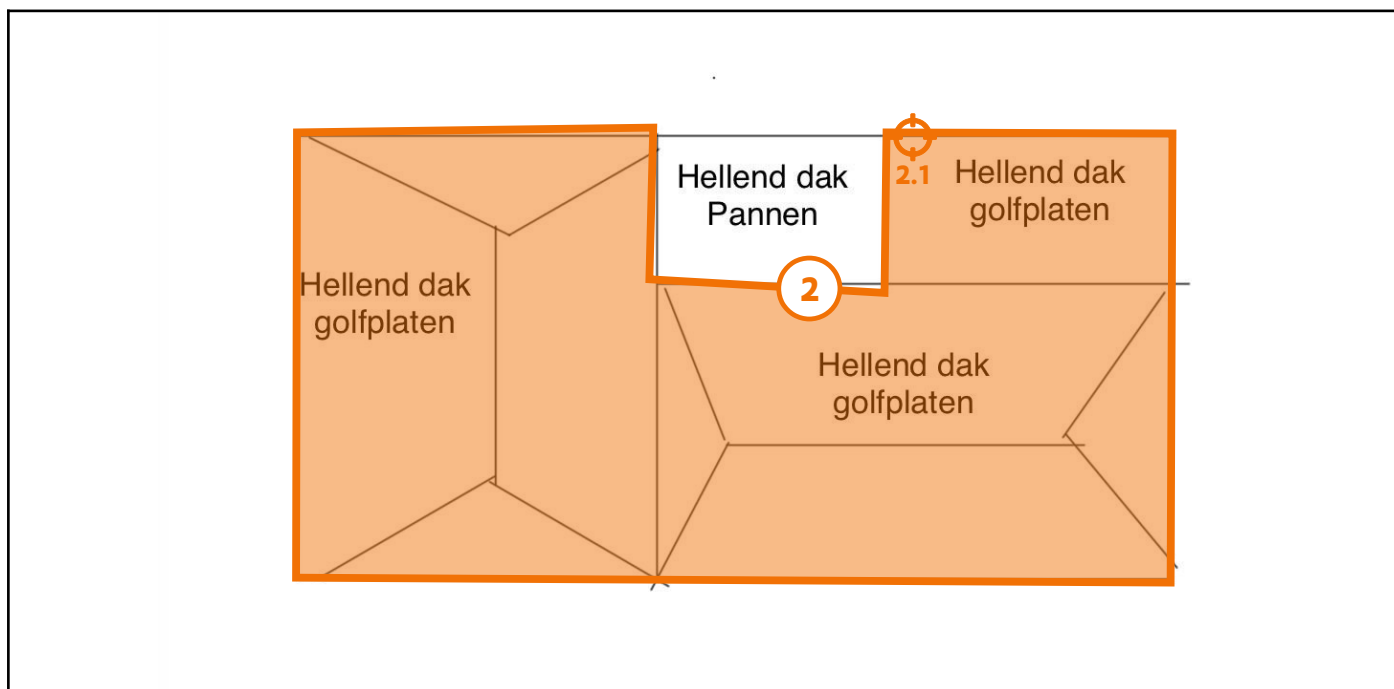 Hellend dak
Pannen
2.1
Hellend dak
golfplaten
Hellend dak
golfplaten
2
Hellend dak
golfplaten